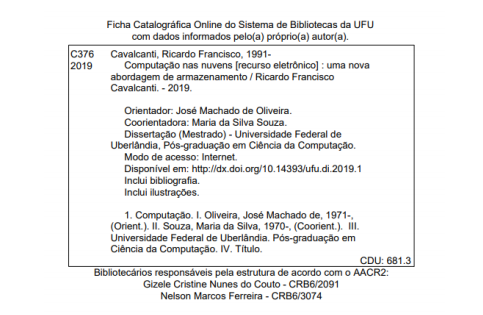 Ficha Catalográfica Online do Sistema de Bibliotecas da UFU
com dados informados pelo(a) próprio(a) autor(a).
C376 Cavalcanti, Ricardo Francisco, 1991-
2019 Computação nas nuvens [recurso eletrônico] : uma nova
abordagem de armazenamento / Ricardo Francisco
Cavalcanti. - 2019.
Orientador: José Machado de Oliveira.
Coorientadora: Maria da Silva Souza.
Dissertação (Mestrado) - Universidade Federal de
Uberlândia, Pós-graduação em Ciência da Computação.
Modo de acesso: Internet.
Disponível em: http://dx.doi.org/10.14393/ufu.di.2019.1
Inclui bibliografia.
Inclui ilustrações.
1. Computação. I. Oliveira, José Machado de, 1971-,
(Orient.). II. Souza, Maria da Silva, 1970-, (Coorient.). III.
Universidade Federal de Uberlândia. Pós-graduação em
Ciência da Computação. IV. Título.
CDU: 681.3
Bibliotecários responsáveis pela estrutura de acordo com o AACR2:
Gizele Cristine Nunes do Couto - CRB6/2091
Nelson Marcos Ferreira - CRB6/3074